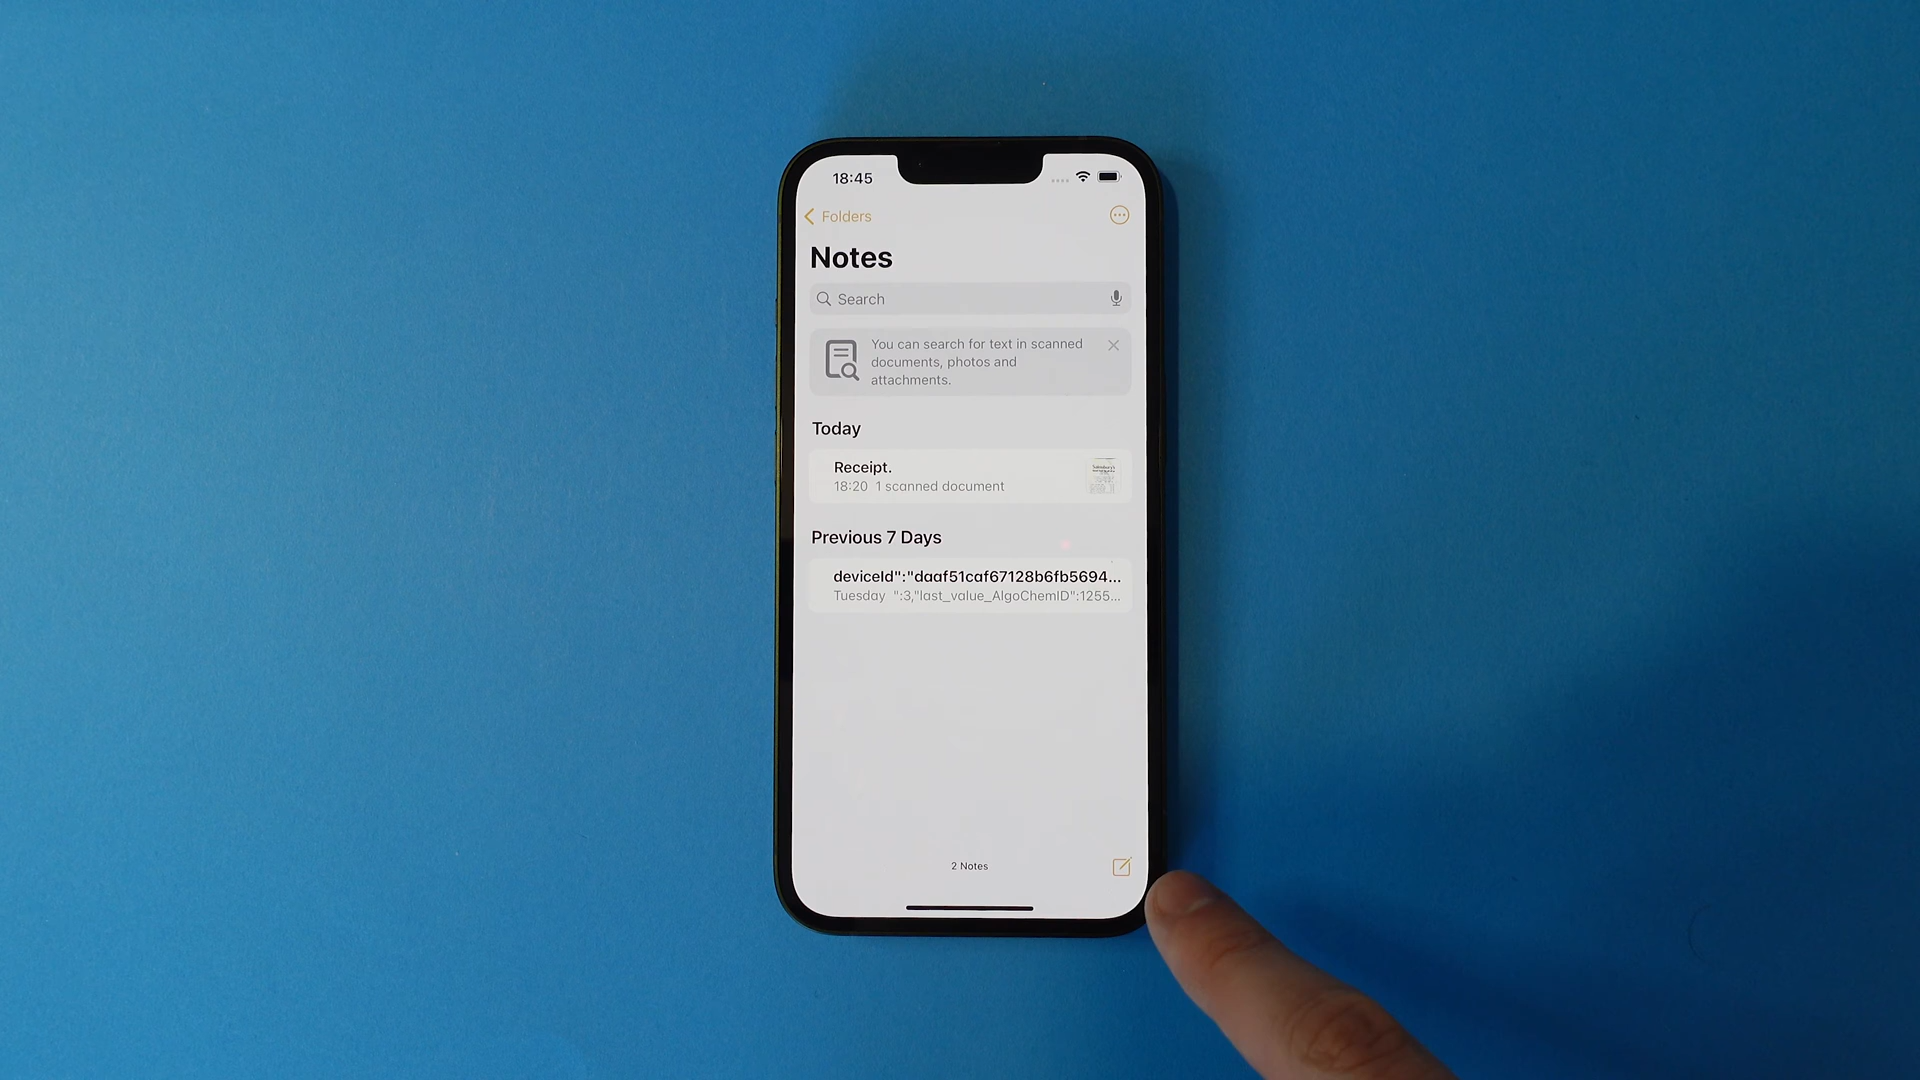 18:45
Folders
Notes
Search
You can search for text in scanned
documents, photos and
attachments.
Today
Receipt.
18:20 1 scanned document
Previous 7 Days
deviceId":"daaf51caf67128b6fb5694...
Tuesday ":3,"last_value_AlgoChemID":1255...
2 Notes